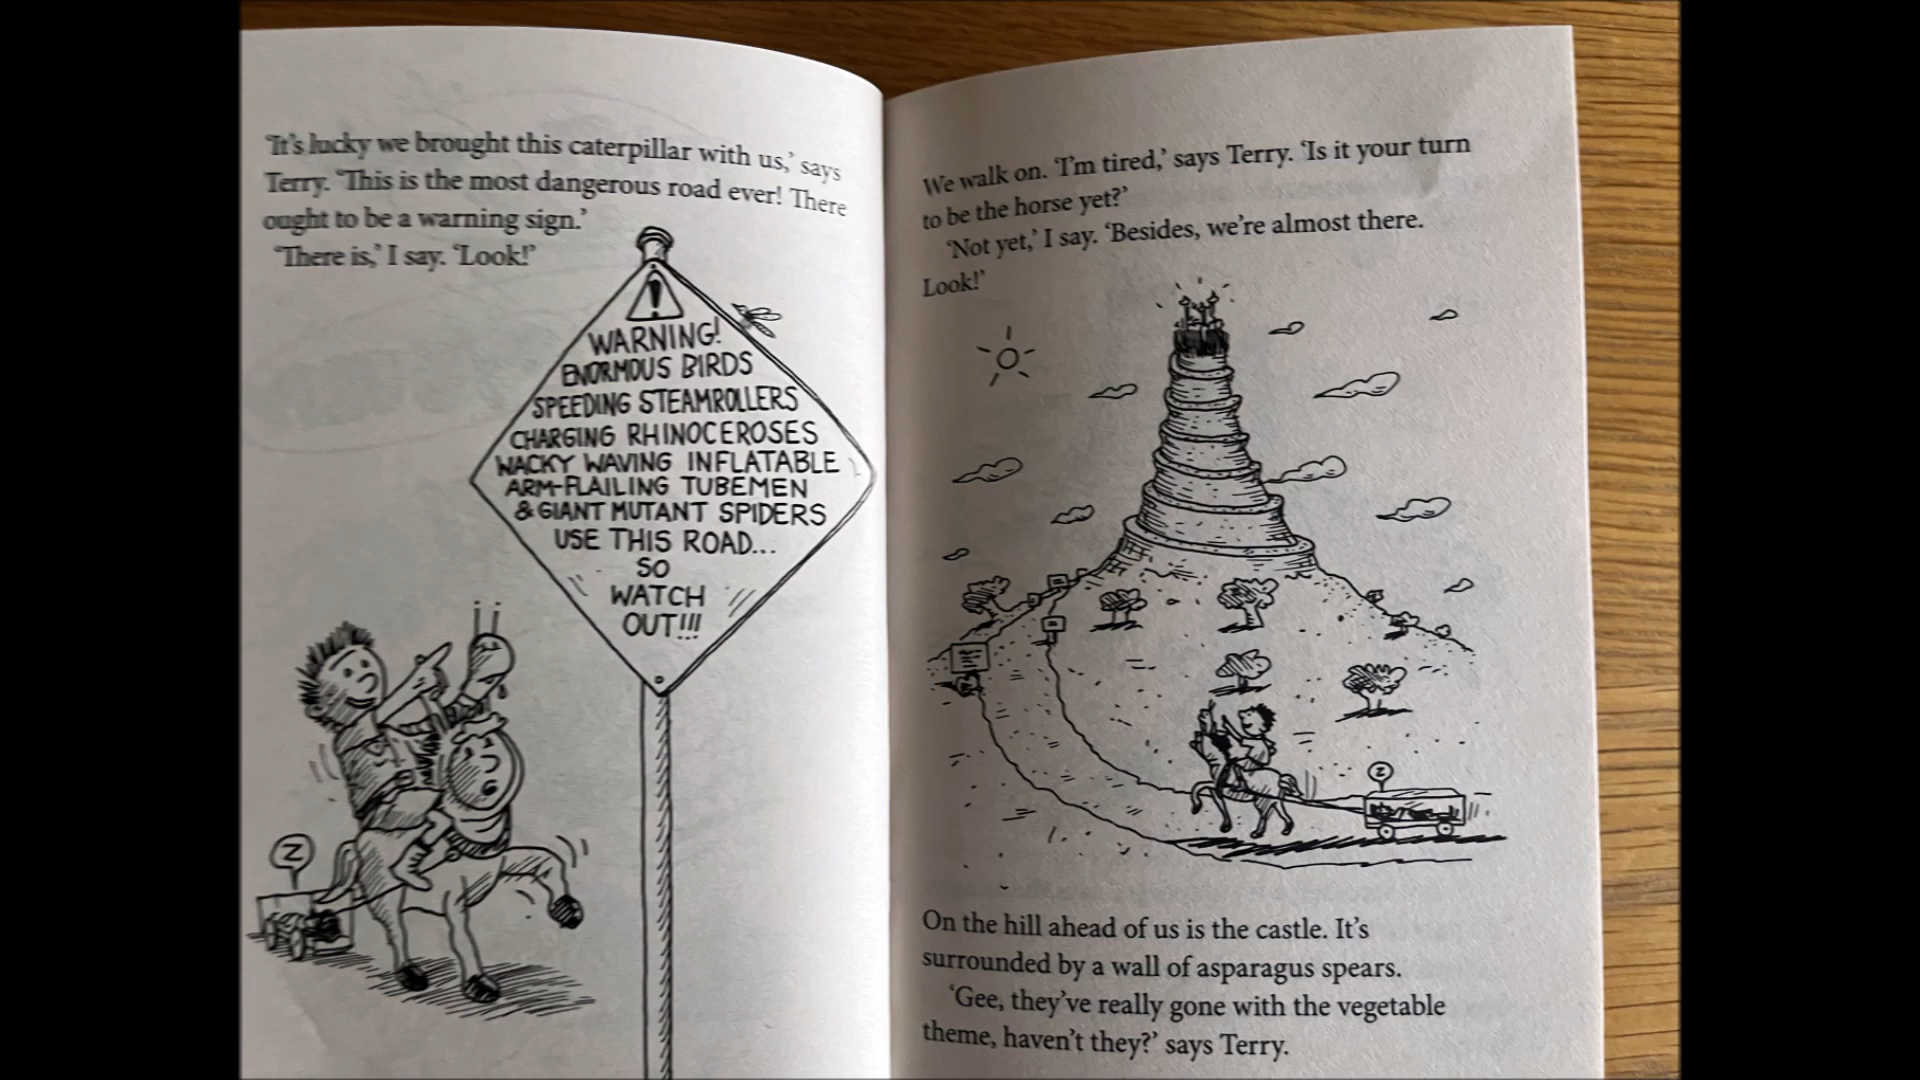 ‘It’s lucky we brought this caterpillar with us,’ says
Terry. ‘This is the most dangerous road ever! There
ought to be a warning sign.’
‘There is,’ I say. ‘Look!’
!
WARNING!
ENORMOUS BIRDS
SPEEDING STEAMROLLERS
CHARGING RHINOCEROSES
WACKY WAVING INFLATABLE
ARM-FLAILING TUBEMEN
& GIANT MUTANT SPIDERS
USE THIS ROAD...
SO
WATCH
OUT!!!
Z
We walk on. ‘I’m tired,’ says Terry. ‘Is it your turn
to be the horse yet?’
‘Not yet,’ I say. ‘Besides, we’re almost there.
Look!’
Z
On the hill ahead of us is the castle. It’s
surrounded by a wall of asparagus spears.
‘Gee, they’ve really gone with the vegetable
theme, haven’t they?’ says Terry.